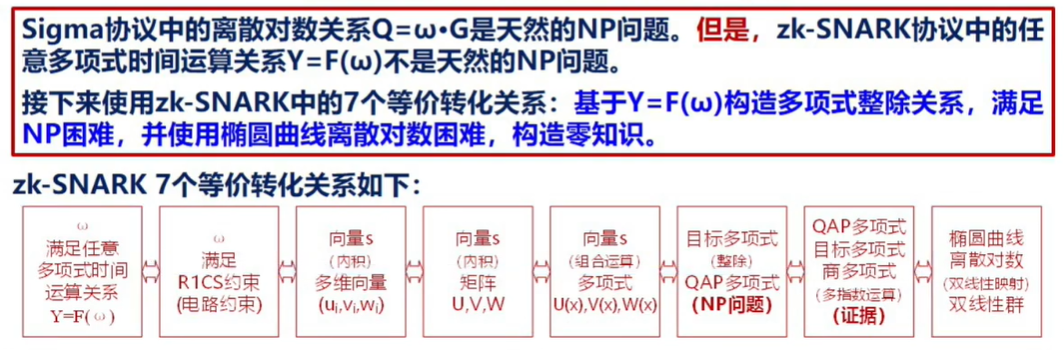 Sigma协议中的离散对数关系Q=ω•G是天然的NP问题。但是，zk-SNARK协议中的任
意多项式时间运算关系Y=F(ω)不是天然的NP问题。
接下来使用zk-SNARK中的7个等价转化关系：基于Y=F(ω)构造多项式整除关系，满足
NP困难，并使用椭圆曲线离散对数困难，构造零知识。
zk-SNARK 7个等价转化关系如下：
ω
满足任意
多项式时间
运算关系
Y=F(ω)
ω
满足
R1CS约束
(电路约束)
向量s
(内积)
多维向量
(uᵢ,vᵢ,wᵢ)
向量s
(内积)
矩阵
U,V,W
向量s
(组合运算)
多项式
U(x),V(x),W(x)
目标多项式
(整除)
QAP多项式
(NP问题)
QAP多项式
目标多项式
商多项式
(多指数运算)
(证据)
椭圆曲线
离散对数
(双线性映射)
双线性群